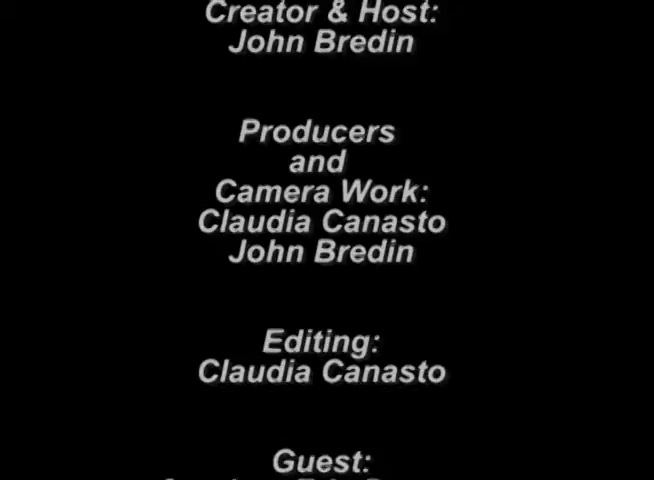 Creator & Host:
John Bredin
Producers
and
Camera Work:
Claudia Canasto
John Bredin
Editing:
Claudia Canasto
Guest: